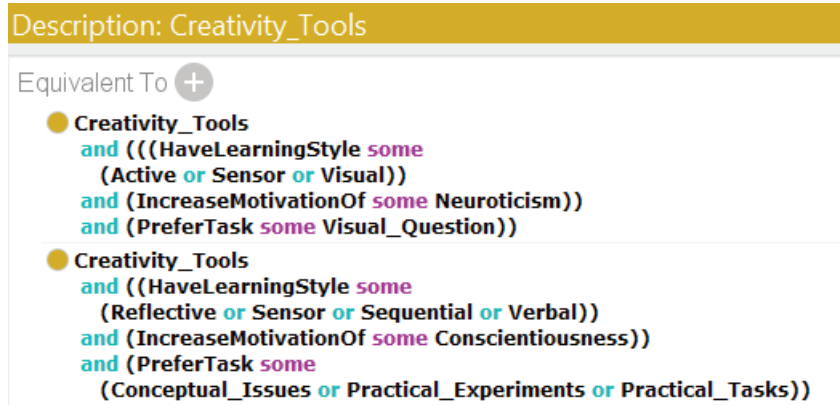 Description: Creativity_Tools
Equivalent To +
Creativity_Tools
and (((HaveLearningStyle some
(Active or Sensor or Visual))
and (IncreaseMotivationOf some Neuroticism))
and (PreferTask some Visual_Question))
Creativity_Tools
and ((HaveLearningStyle some
(Reflective or Sensor or Sequential or Verbal))
and (IncreaseMotivationOf some Conscientiousness))
and (PreferTask some
(Conceptual_Issues or Practical_Experiments or Practical_Tasks))